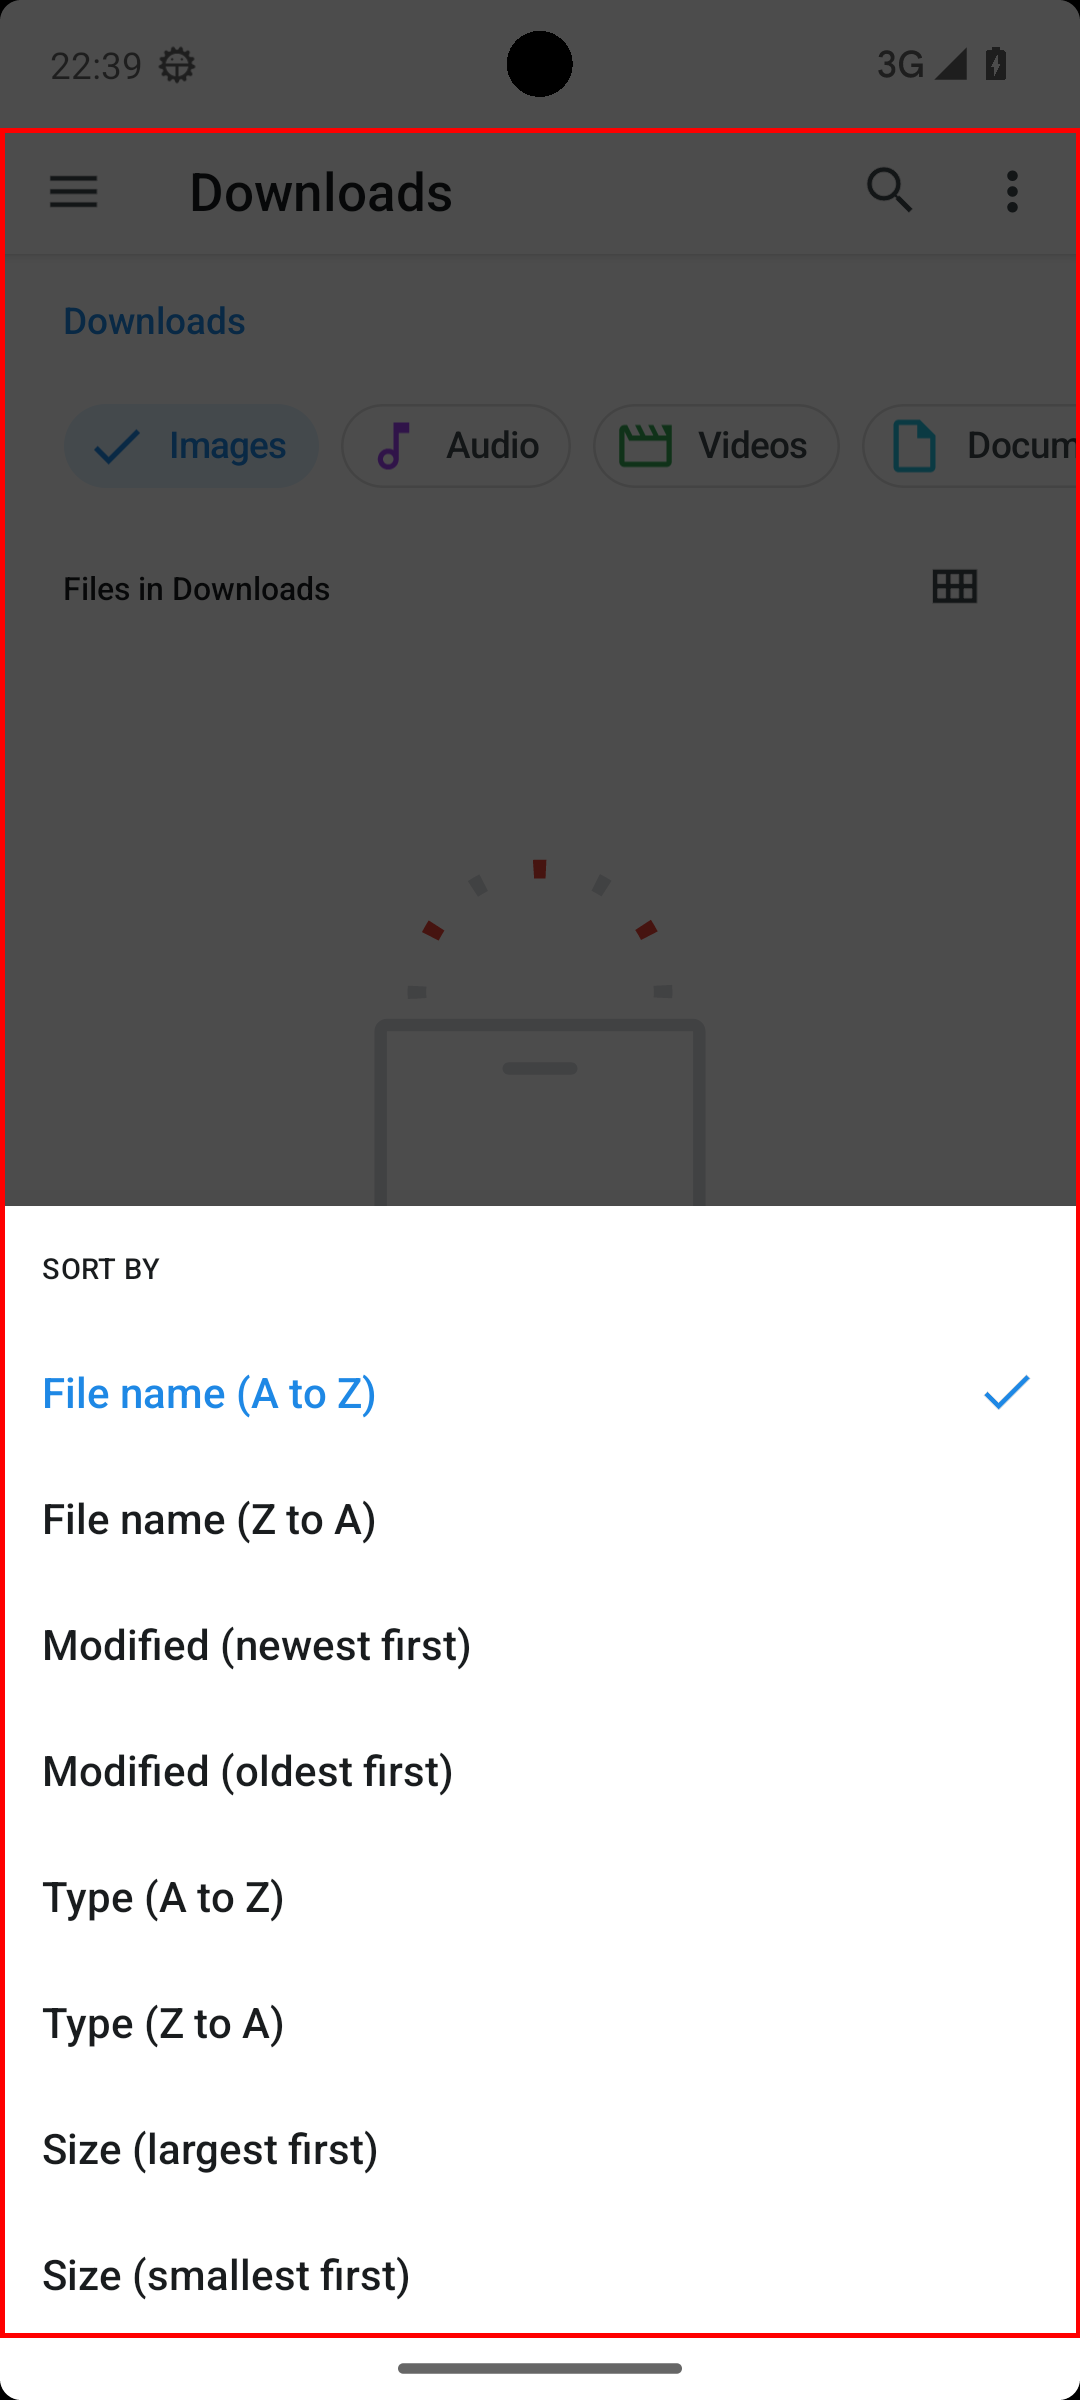 22:39
3G
Downloads
Downloads
Images
Audio
Videos
Docum
Files in Downloads
SORT BY
File name (A to Z)
File name (Z to A)
Modified (newest first)
Modified (oldest first)
Type (A to Z)
Type (Z to A)
Size (largest first)
Size (smallest first)